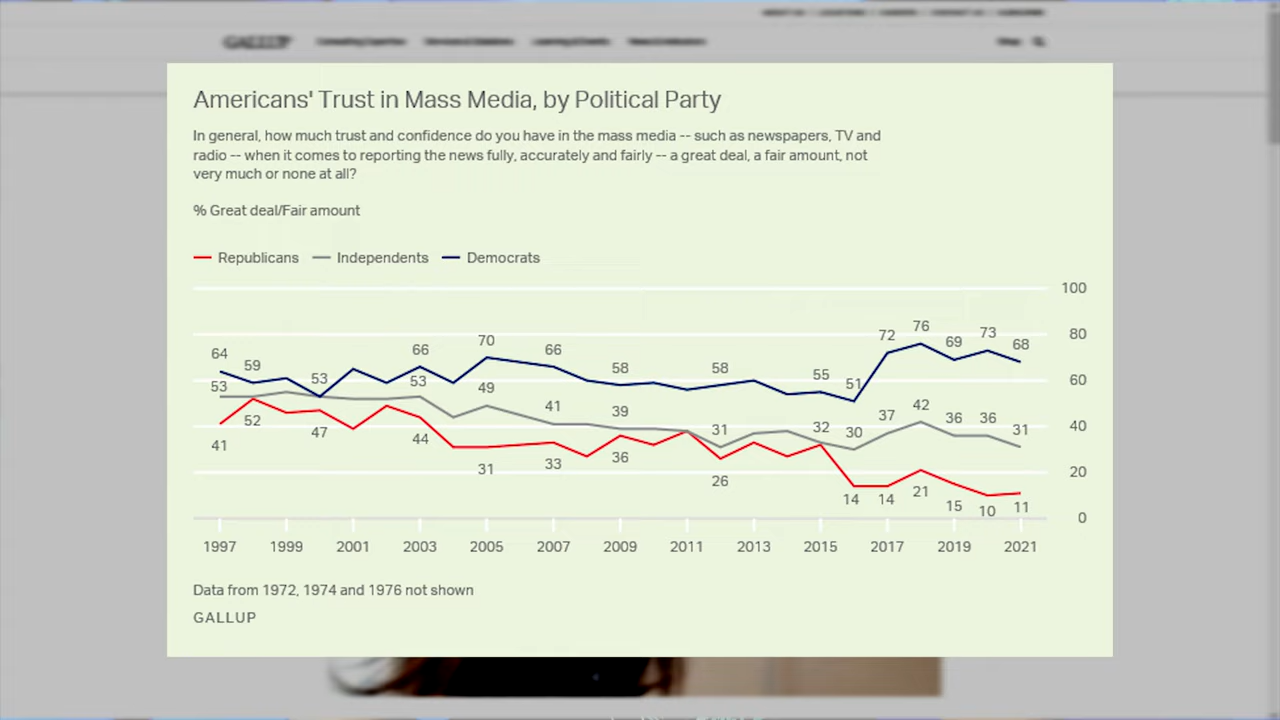 GALLUP
Americans' Trust in Mass Media, by Political Party
In general, how much trust and confidence do you have in the mass media -- such as newspapers, TV and
radio -- when it comes to reporting the news fully, accurately and fairly -- a great deal, a fair amount, not
very much or none at all?
% Great deal/Fair amount
Republicans Independents Democrats
100
80
60
40
20
0
64 59 53 66 70 66 58 58 55 51 72 76 69 73 68
53 53 49 41 39 31 32 30 37 42 36 36 31
41 52 47 44 31 33 36 26 14 14 21 15 10 11
1997 1999 2001 2003 2005 2007 2009 2011 2013 2015 2017 2019 2021
Data from 1972, 1974 and 1976 not shown
GALLUP